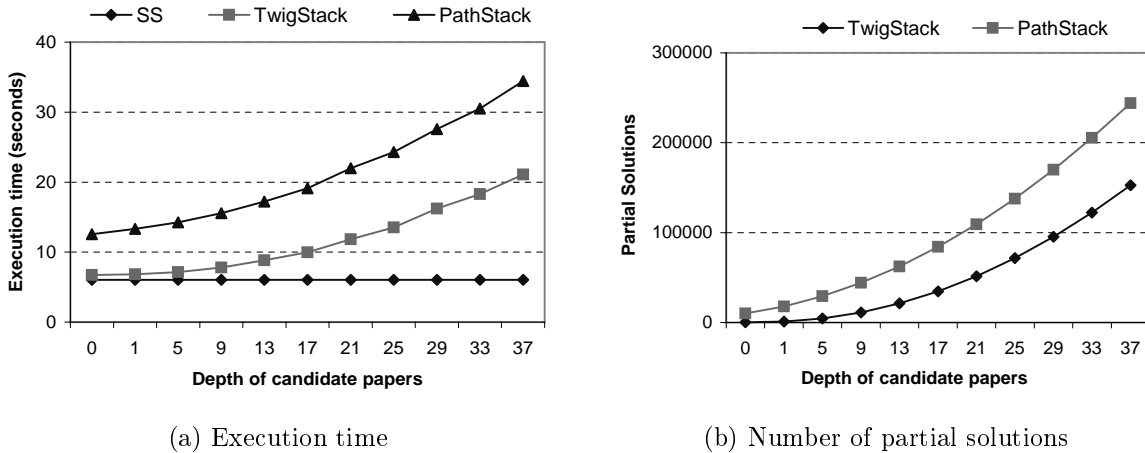 SS TwigStack PathStack
40
30
20
10
0
Execution time (seconds)
0 1 5 9 13 17 21 25 29 33 37
Depth of candidate papers
(a) Execution time
TwigStack PathStack
300000
200000
100000
0
Partial Solutions
0 1 5 9 13 17 21 25 29 33 37
Depth of candidate papers
(b) Number of partial solutions